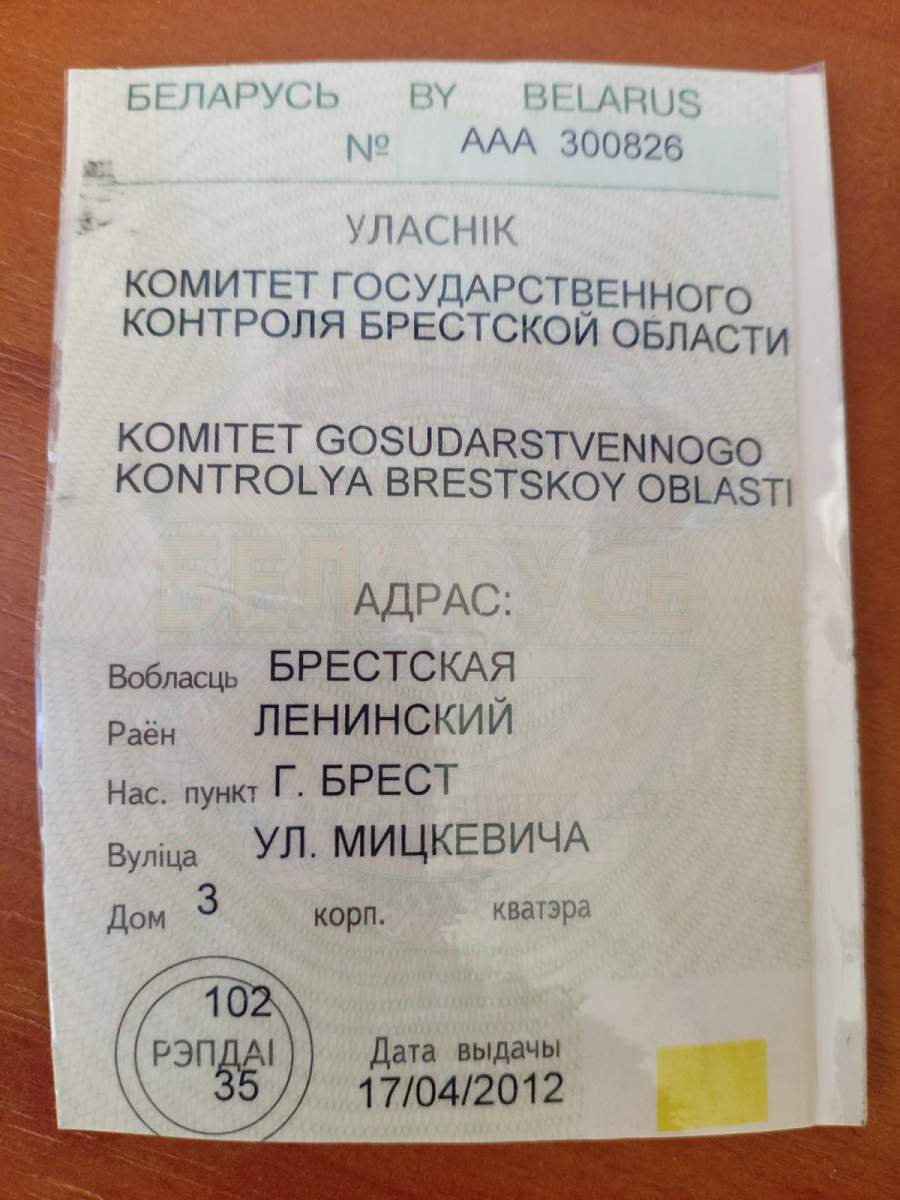 БЕЛАРУСЬ BY BELARUS
№ ААА 300826
УЛАСНІК
КОМИТЕТ ГОСУДАРСТВЕННОГО
КОНТРОЛЯ БРЕСТСКОЙ ОБЛАСТИ
KOMITET GOSUDARSTVENNOGO
KONTROLYA BRESTSKOY OBLASTI
БЕЛАРУСЬ
АДРАС:
Вобласць БРЕСТСКАЯ
Раён ЛЕНИНСКИЙ
Нас. пункт Г. БРЕСТ
Вуліца УЛ. МИЦКЕВИЧА
Дом 3 корп. кватэра
102
РЭПДАІ
35
Дата выдачы
17/04/2012